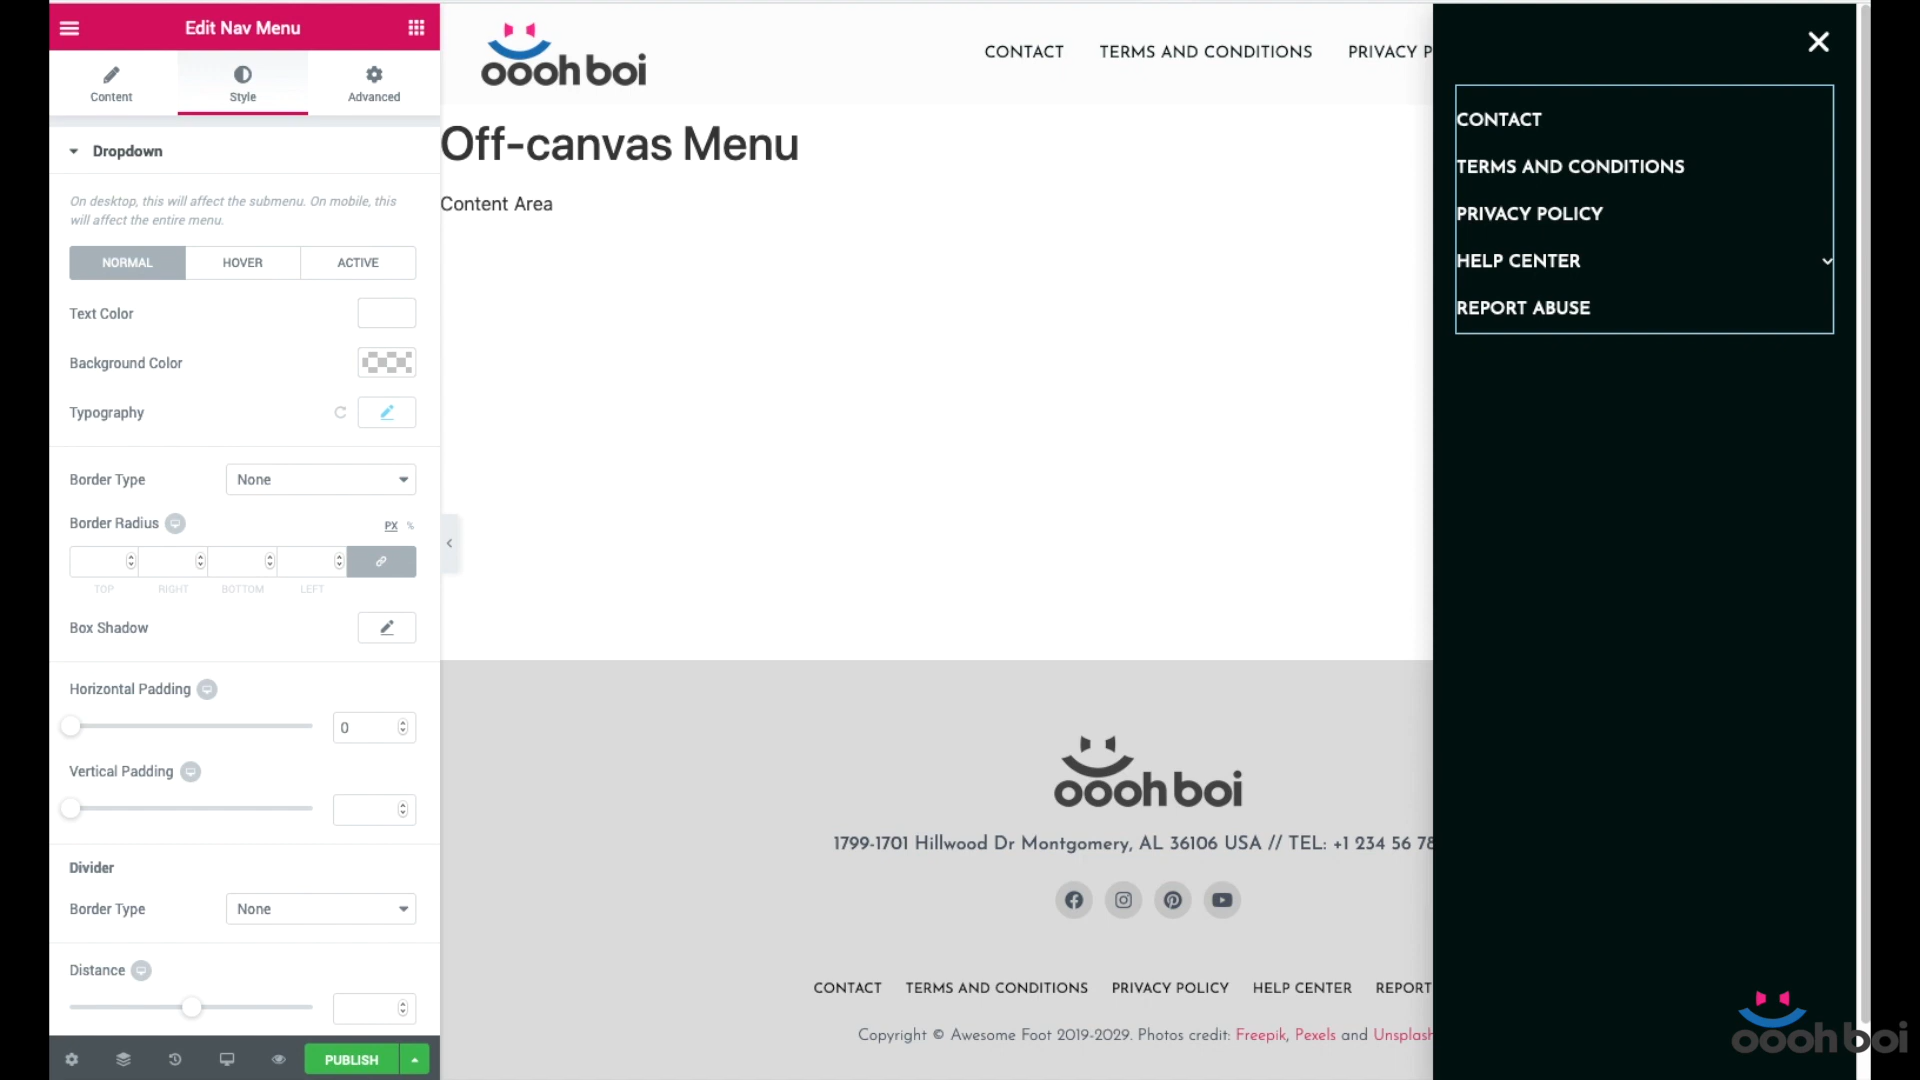 Edit Nav Menu
Content
Style
Advanced
Dropdown
On desktop, this will affect the submenu. On mobile, this
will affect the entire menu.
NORMAL
HOVER
ACTIVE
Text Color
Background Color
Typography
Border Type
None
Border Radius
PX %
TOP
RIGHT
BOTTOM
LEFT
Box Shadow
Horizontal Padding
0
Vertical Padding
Divider
Border Type
None
Distance
PUBLISH
oooh boi
CONTACT
TERMS AND CONDITIONS
PRIVACY P
Off-canvas Menu
Content Area
oooh boi
1799-1701 Hillwood Dr Montgomery, AL 36106 USA // TEL: +1 234 56 78
CONTACT
TERMS AND CONDITIONS
PRIVACY POLICY
HELP CENTER
REPORT
Copyright © Awesome Foot 2019-2029. Photos credit: Freepik, Pexels and Unsplash
CONTACT
TERMS AND CONDITIONS
PRIVACY POLICY
HELP CENTER
REPORT ABUSE
oooh boi